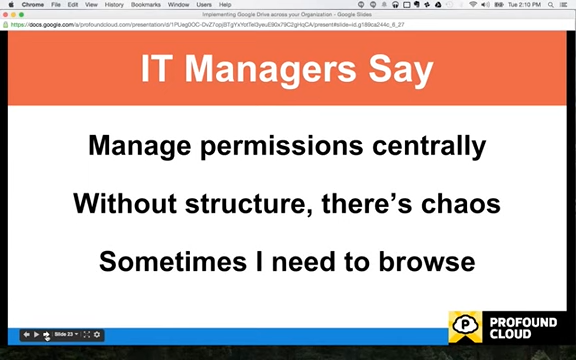 Chrome File Edit View History Bookmarks Window Users Help
Tue 2:10 PM
Implementing Google Drive across your Organization - Google Slides
IT Managers Say
Manage permissions centrally
Without structure, there's chaos
Sometimes I need to browse
Slide 23
PROFOUND
CLOUD